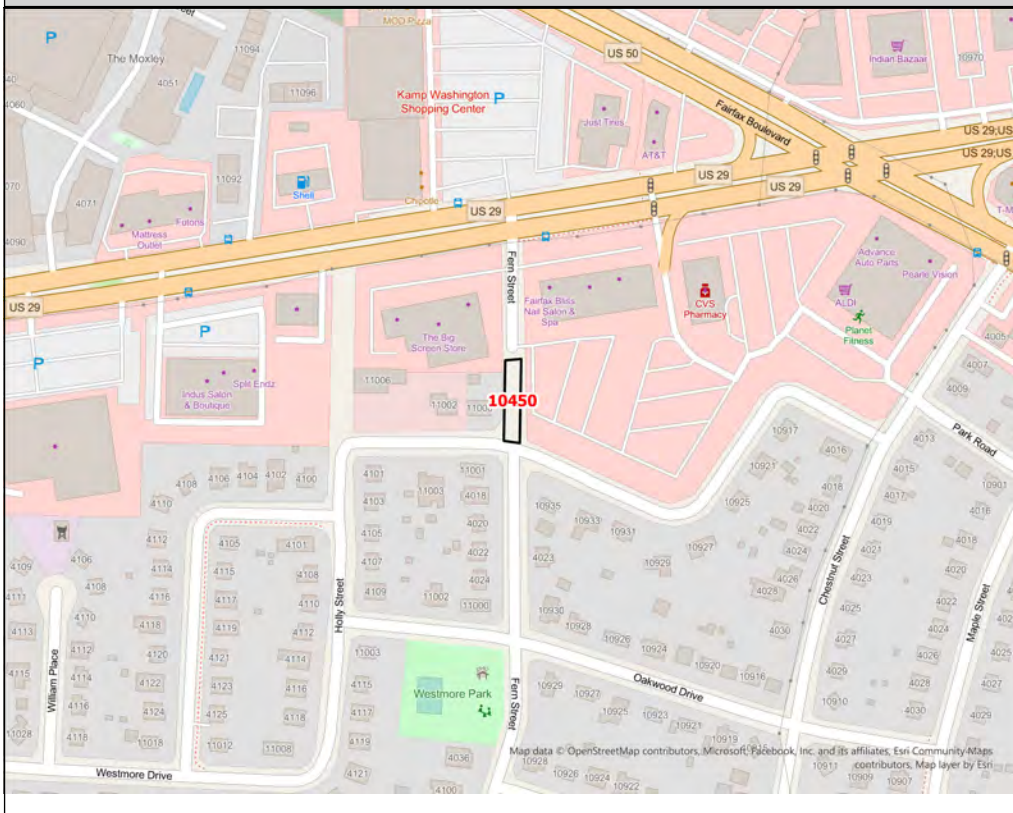 MOD Pizza
P
The Moxley
11094
4051
11096
4060
Kamp Washington
Shopping Center
P
US 50
Indian Bazaar
10970
Just Tires
AT&T
Fairfax Boulevard
US 29;US
US 29;US
4071
11092
Shell
Chipotle
US 29
US 29
US 29
Futons
Mattress
Outlet
4090
US 29
Fern Street
Advance
Auto Parts
Pearle Vision
ALDI
Planet
Fitness
CVS
Pharmacy
Fairfax Bliss
Nail Salon &
Spa
The Big
Screen Store
P
P
Split Endz
Indus Salon
& Boutique
11006
11002
10450
4005
4007
4009
Park Road
4013
10917
4016
10921
4018
4015
10901
10925
4020
4017
4016
4108
4106
4104
4102
4100
4110
4101
11001
11003
4018
4103
4020
4105
4022
4107
4024
4109
11002
11000
10935
10933
10931
10927
4022
4024
4019
4018
4021
4020
4023
10929
4026
4028
4023
4022
Chestnut Street
Maple Street
4112
4105
4101
4106
4109
4108
4114
4115
4108
4111
4116
4117
4110
4110
4113
4118
4119
4112
Holly Street
10930
10928
10926
10924
10920
10916
4030
4025
4027
4024
4026
4025
4112
4120
4121
4114
11003
4115
4114
4122
4123
4116
4115
4029
4028
4027
William Place
4116
4124
4125
4118
4117
Westmore Park
Fern Street
10929
10927
10925
10923
10921
10919
Oakwood Drive
10910
4030
4029
11028
4118
11018
11012
11008
4119
4036
4121
4100
Westmore Drive
10928
10926
10924
10922
10911
10909
10907
Map data © OpenStreetMap contributors, Microsoft, Facebook, Inc. and its affiliates, Esri Community Maps
contributors, Map layer by Esri